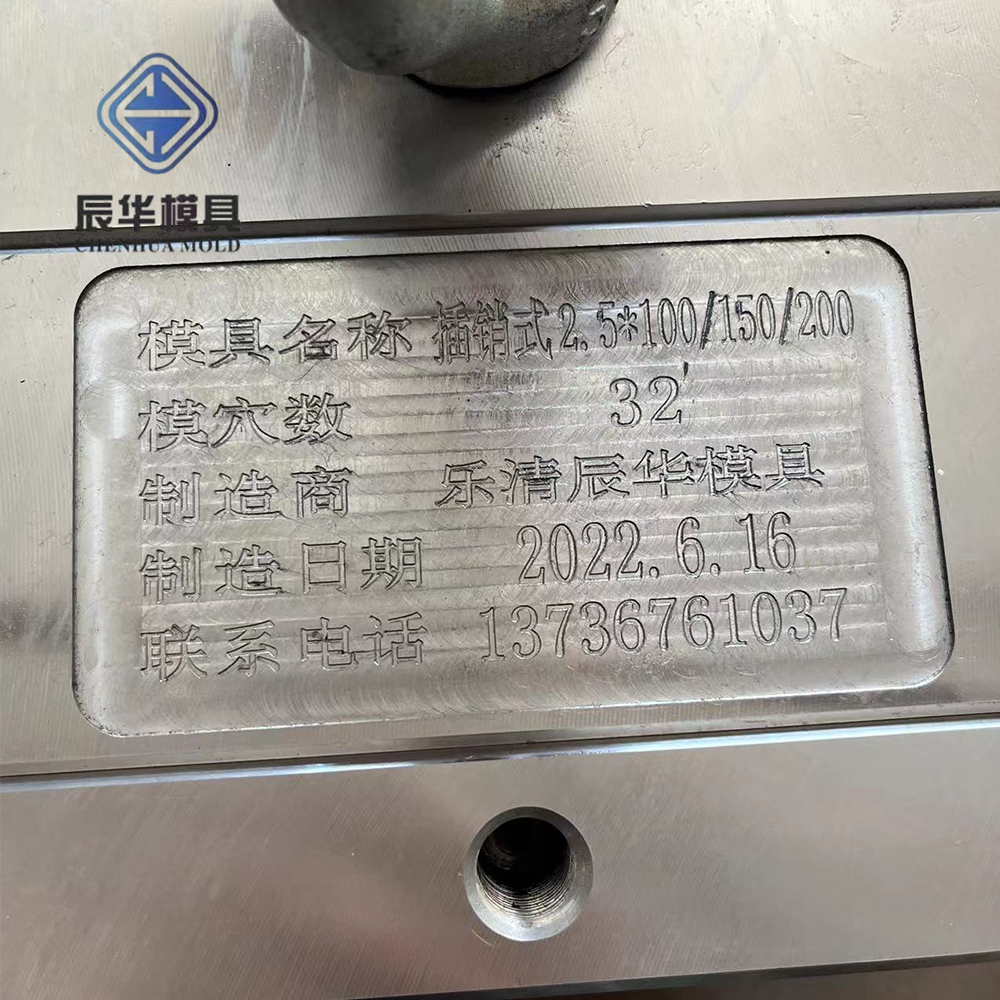 辰华模具
CHENHUA MOLD
模具名称 插销式2.5*100/150/200
模穴数 32'
制造商 乐清辰华模具
制造日期 2022.6.16
联系电话 13736761037